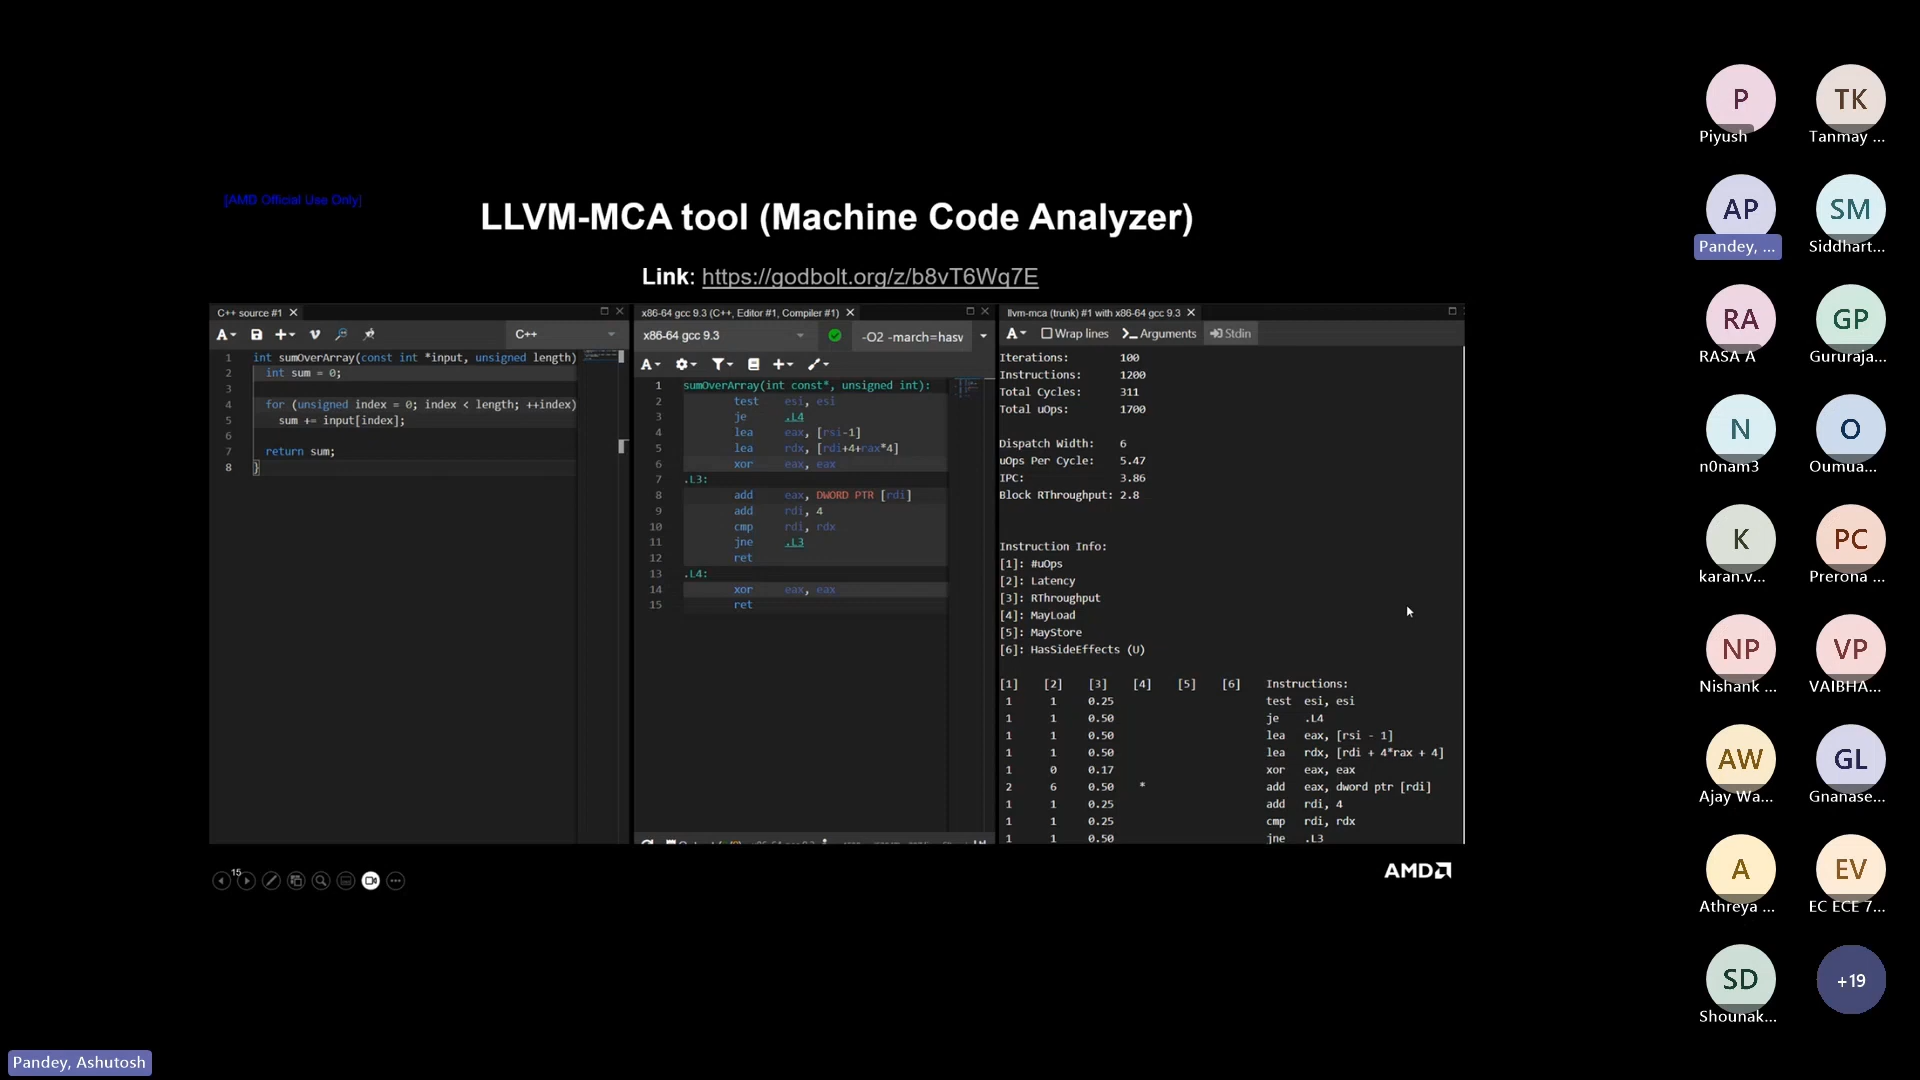 [AMD Official Use Only]
LLVM-MCA tool (Machine Code Analyzer)
Link: https://godbolt.org/z/b8vT6Wq7E
C++ source #1
A
C++
1 int sumOverArray(const int *input, unsigned length)
2 int sum = 0;
3
4 for (unsigned index = 0; index < length; ++index)
5 sum += input[index];
6
7 return sum;
8 }
x86-64 gcc 9.3 (C++, Editor #1, Compiler #1)
x86-64 gcc 9.3
-O2 -march=hasv
A
1 sumOverArray(int const*, unsigned int):
2 test esi, esi
3 je .L4
4 lea eax, [rsi-1]
5 lea rdx, [rdi+4+rax*4]
6 xor eax, eax
7 .L3:
8 add eax, DWORD PTR [rdi]
9 add rdi, 4
10 cmp rdi, rdx
11 jne .L3
12 ret
13 .L4:
14 xor eax, eax
15 ret
llvm-mca (trunk) #1 with x86-64 gcc 9.3
A Wrap lines Arguments Stdin
Iterations: 100
Instructions: 1200
Total Cycles: 311
Total uOps: 1700
Dispatch Width: 6
uOps Per Cycle: 5.47
IPC: 3.86
Block RThroughput: 2.8
Instruction Info:
[1]: #uOps
[2]: Latency
[3]: RThroughput
[4]: MayLoad
[5]: MayStore
[6]: HasSideEffects (U)
[1] [2] [3] [4] [5] [6] Instructions:
1 1 0.25 test esi, esi
1 1 0.50 je .L4
1 1 0.50 lea eax, [rsi - 1]
1 1 0.50 lea rdx, [rdi + 4*rax + 4]
1 0 0.17 xor eax, eax
2 6 0.50 * add eax, dword ptr [rdi]
1 1 0.25 add rdi, 4
1 1 0.25 cmp rdi, rdx
1 1 0.50 jne .L3
15
AMD
P
Piyush
TK
Tanmay ...
AP
Pandey, ...
SM
Siddhart...
RA
RASA A
GP
Gururaja...
N
n0nam3
O
Oumua...
K
karan.v...
PC
Prerona ...
NP
Nishank ...
VP
VAIBHA...
AW
Ajay Wa...
GL
Gnanase...
A
Athreya ...
EV
EC ECE 7...
SD
Shounak...
+19
Pandey, Ashutosh